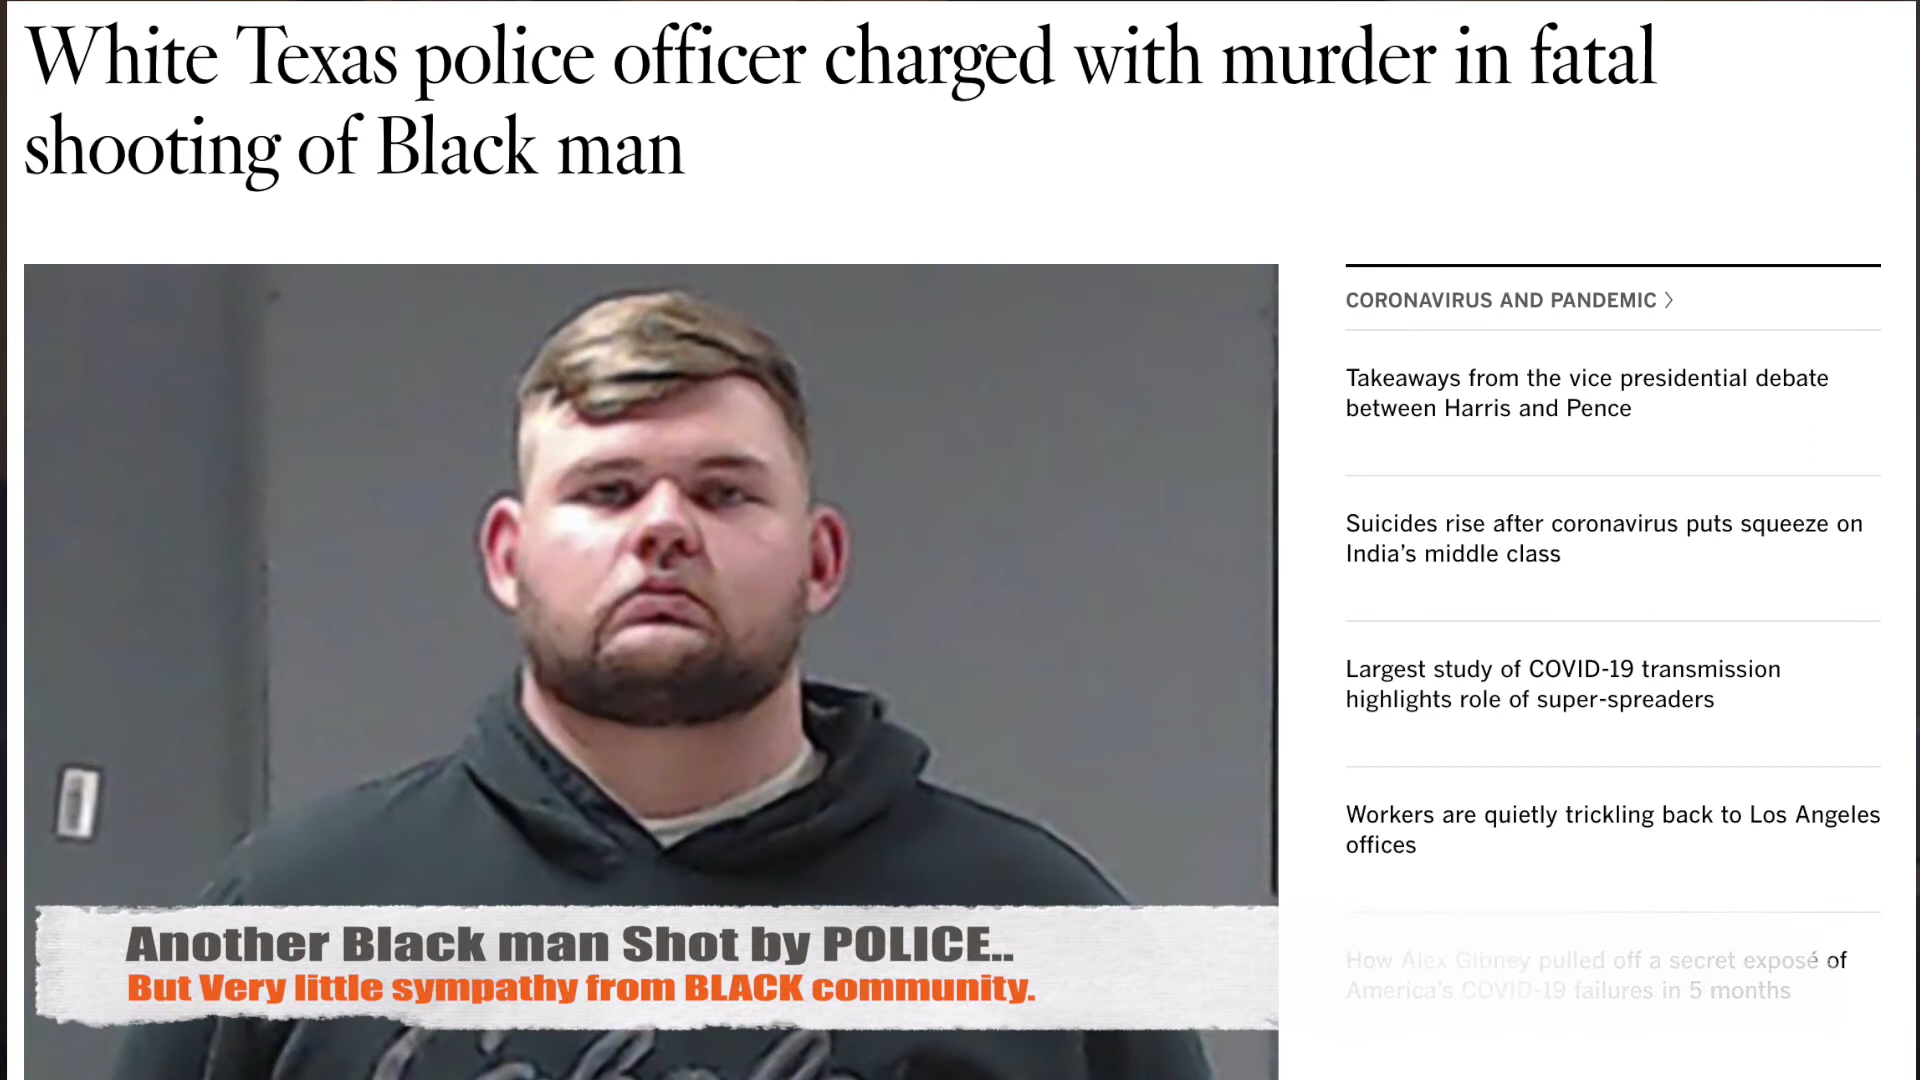 White Texas police officer charged with murder in fatal
shooting of Black man
CORONAVIRUS AND PANDEMIC >
Takeaways from the vice presidential debate
between Harris and Pence
Suicides rise after coronavirus puts squeeze on
India’s middle class
Largest study of COVID-19 transmission
highlights role of super-spreaders
Workers are quietly trickling back to Los Angeles
offices
How Alex Gibney pulled off a secret exposé of
America’s COVID-19 failures in 5 months
Another Black man Shot by POLICE..
But Very little sympathy from BLACK community.